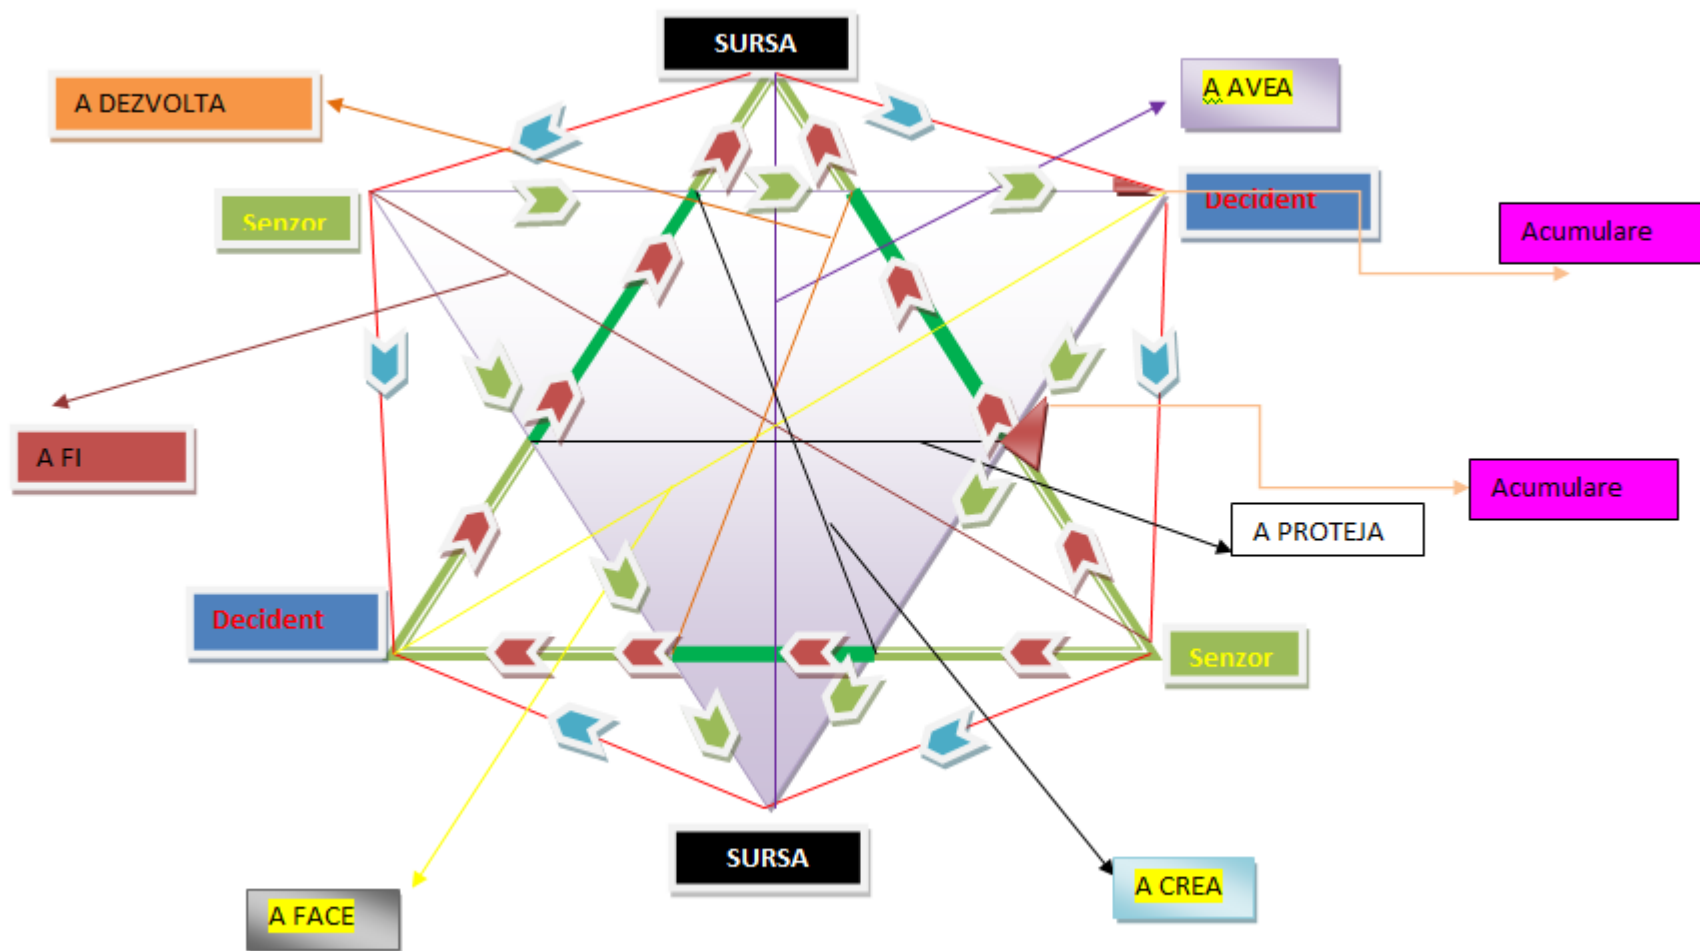 SURSA
A DEZVOLTA
A AVEA
Senzor
Decident
Acumulare
A FI
Acumulare
A PROTEJA
Decident
Senzor
SURSA
A CREA
A FACE